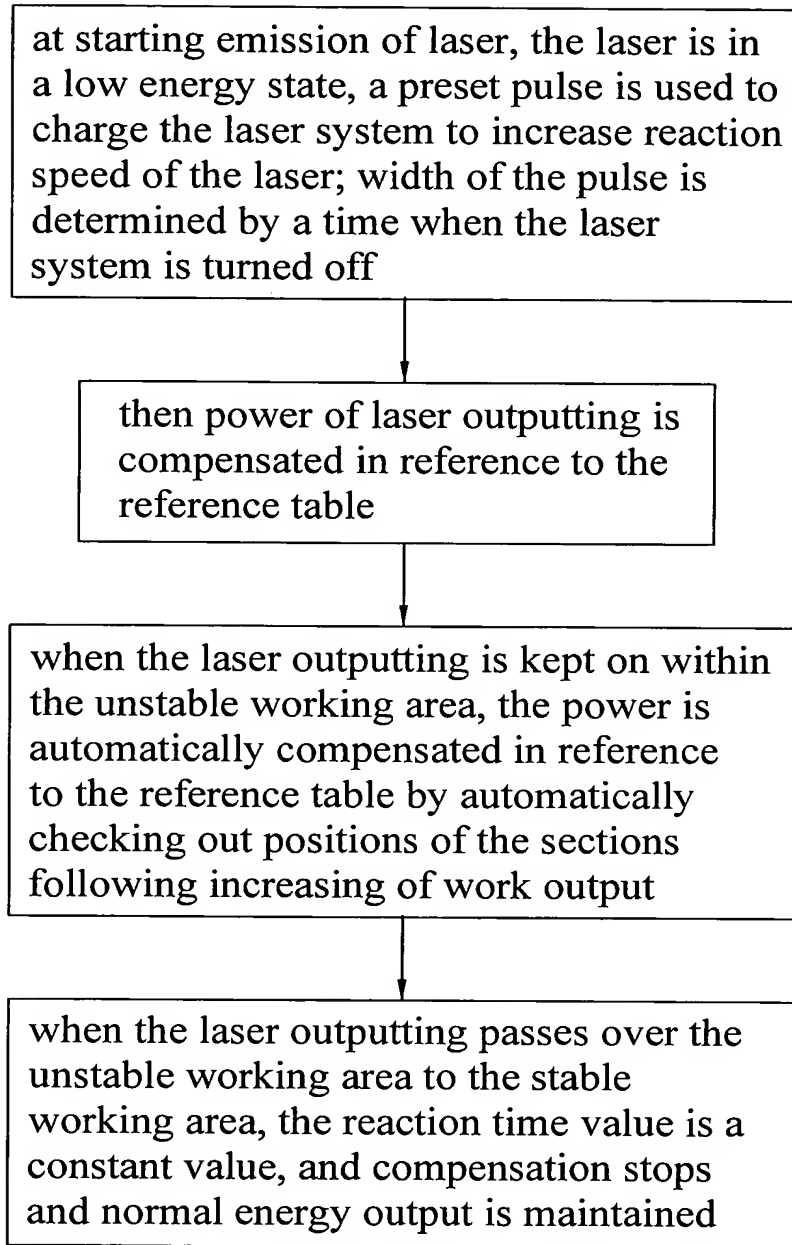 at starting emission of laser, the laser is in
a low energy state, a preset pulse is used to
charge the laser system to increase reaction
speed of the laser; width of the pulse is
determined by a time when the laser
system is turned off
then power of laser outputting is
compensated in reference to the
reference table
when the laser outputting is kept on within
the unstable working area, the power is
automatically compensated in reference
to the reference table by automatically
checking out positions of the sections
following increasing of work output
when the laser outputting passes over the
unstable working area to the stable
working area, the reaction time value is a
constant value, and compensation stops
and normal energy output is maintained